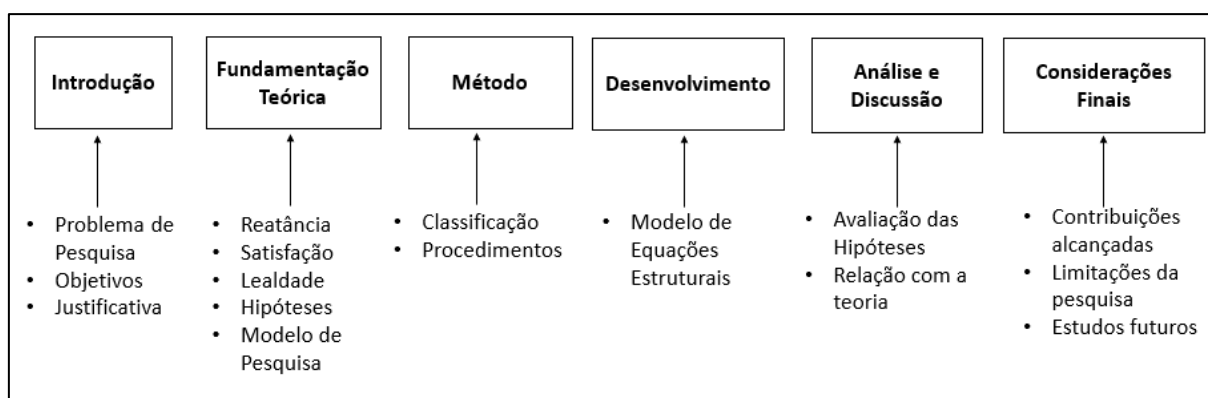 Introdução
Fundamentação
Teórica
Método
Desenvolvimento
Análise e
Discussão
Considerações
Finais
• Problema de
Pesquisa
• Objetivos
• Justificativa
• Reatância
• Satisfação
• Lealdade
• Hipóteses
• Modelo de
Pesquisa
• Classificação
• Procedimentos
• Modelo de
Equações
Estruturais
• Avaliação das
Hipóteses
• Relação com a
teoria
• Contribuições
alcançadas
• Limitações da
pesquisa
• Estudos futuros